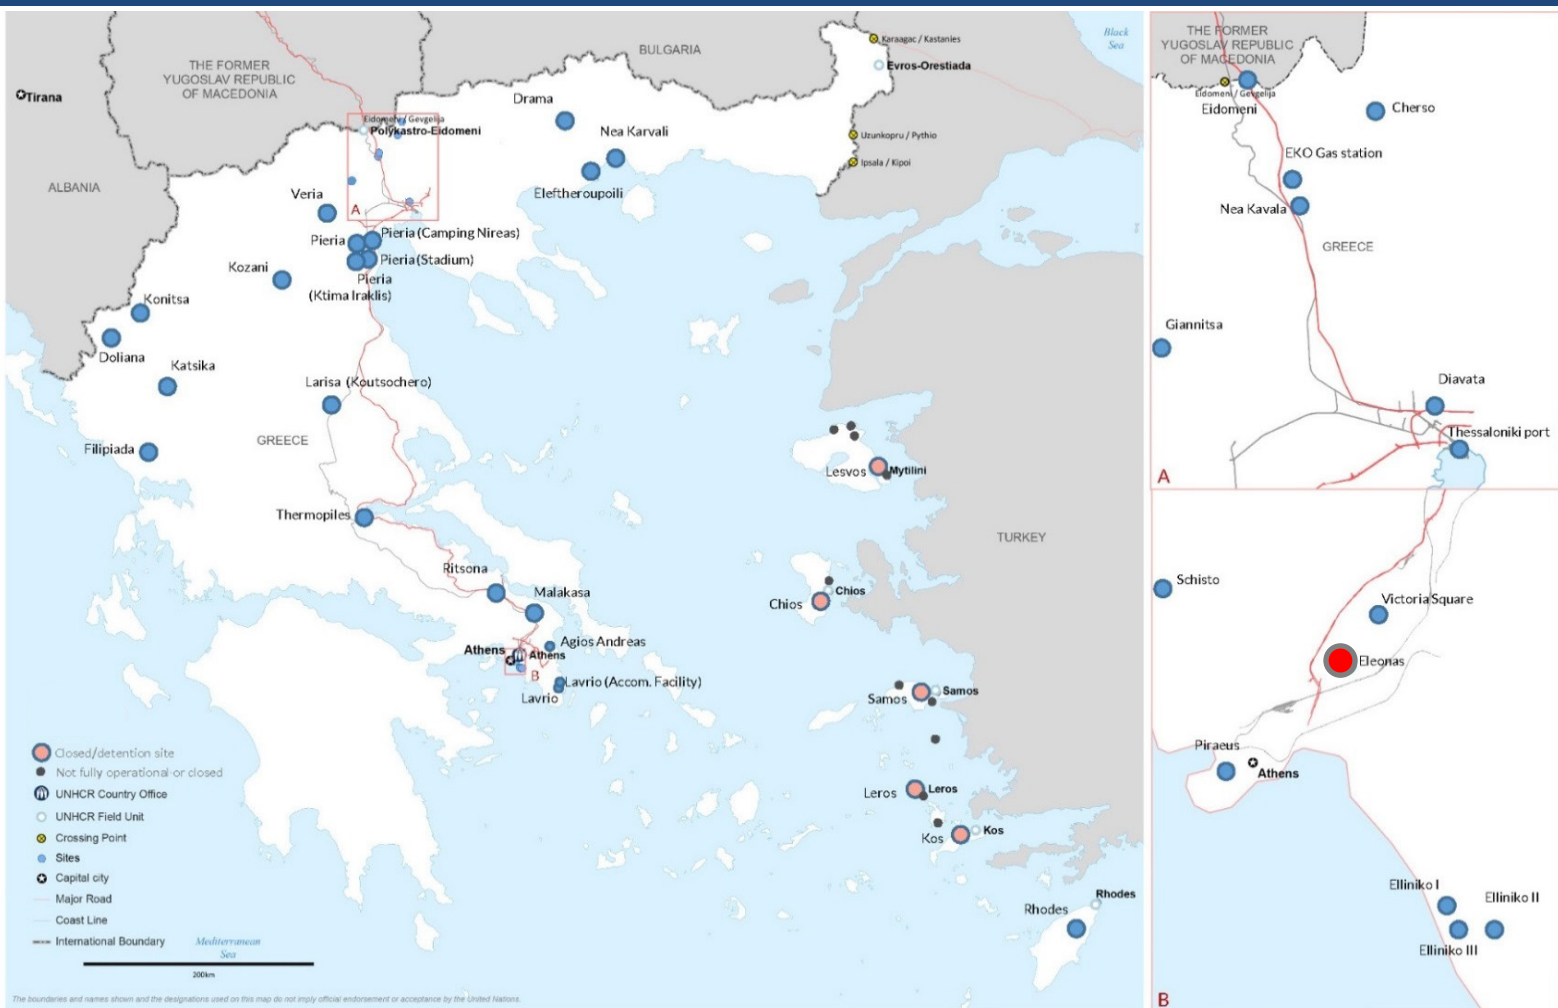 THE FORMER
YUGOSLAV REPUBLIC
OF MACEDONIA
BULGARIA
Black
Sea
Karaagac / Kastanies
Evros-Orestiada
Tirana
Drama
Eidomeni / Gevgelija
Polykastro-Eidomeni
Nea Karvali
Uzunkopru / Pythio
Ipsala / Kipoi
ALBANIA
Veria
A
Eleftheroupoili
Pieria
Pieria (Camping Nireas)
Pieria (Stadium)
Kozani
Pieria
(Ktima Iraklis)
Konitsa
Doliana
Katsika
Larisa (Koutsochero)
GREECE
Filipiada
Lesvos
Mytilini
Thermopiles
TURKEY
Ritsona
Malakasa
Chios
Chios
Agios Andreas
Athens
Athens
B
Lavrio (Accom. Facility)
Lavrio
Samos
Samos
Leros
Leros
Kos
Kos
Rhodes
Rhodes
Closed/detention site
Not fully operational or closed
UNHCR Country Office
UNHCR Field Unit
Crossing Point
Sites
Capital city
Major Road
Coast Line
International Boundary
Mediterranean
Sea
200km
The boundaries and names shown and the designations used on this map do not imply official endorsement or acceptance by the United Nations.
THE FORMER
YUGOSLAV REPUBLIC
OF MACEDONIA
Eidomeni / Gevgelija
Eidomeni
Cherso
EKO Gas station
Nea Kavala
GREECE
Giannitsa
Diavata
Thessaloniki port
A
Schisto
Victoria Square
Eleonas
Piraeus
Athens
Elliniko I
Elliniko II
Elliniko III
B